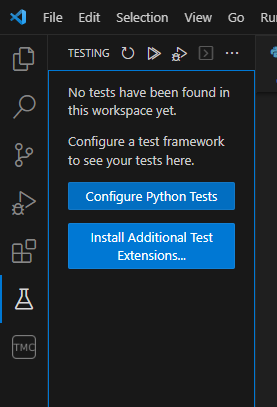 File Edit Selection View Go Ru
TESTING
No tests have been found in
this workspace yet.
Configure a test framework
to see your tests here.
Configure Python Tests
Install Additional Test
Extensions...
TMC